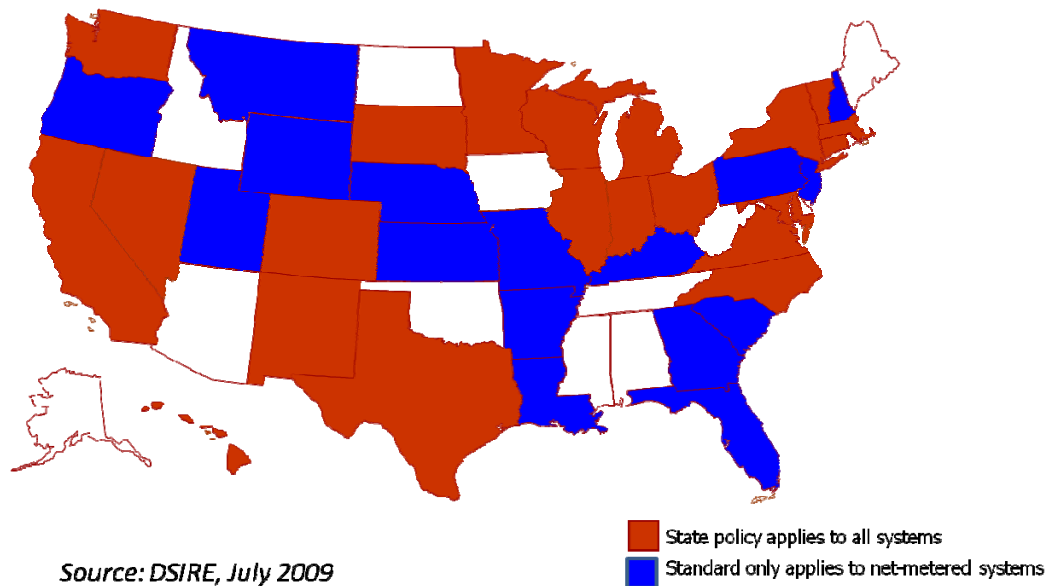 State policy applies to all systems
Source: DSIRE, July 2009
Standard only applies to net-metered systems